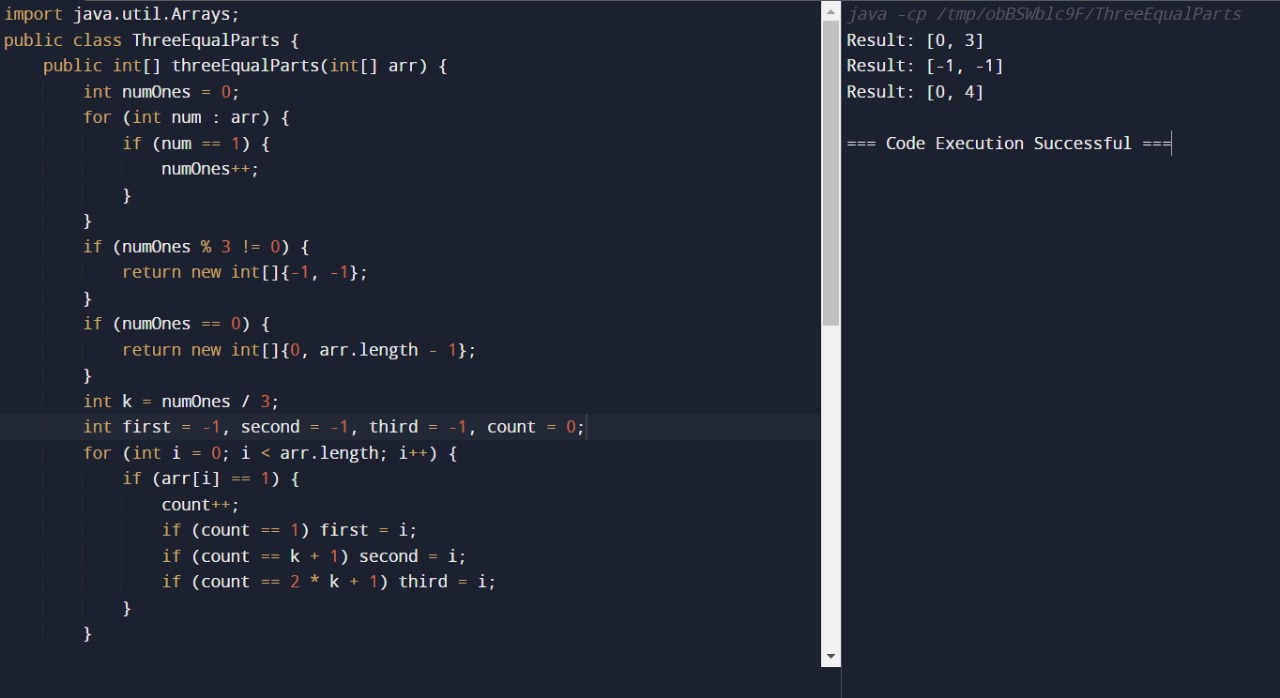 import java.util.Arrays;
public class ThreeEqualParts {
    public int[] threeEqualParts(int[] arr) {
        int numOnes = 0;
        for (int num : arr) {
            if (num == 1) {
                numOnes++;
            }
        }
        if (numOnes % 3 != 0) {
            return new int[]{-1, -1};
        }
        if (numOnes == 0) {
            return new int[]{0, arr.length - 1};
        }
        int k = numOnes / 3;
        int first = -1, second = -1, third = -1, count = 0;
        for (int i = 0; i < arr.length; i++) {
            if (arr[i] == 1) {
                count++;
                if (count == 1) first = i;
                if (count == k + 1) second = i;
                if (count == 2 * k + 1) third = i;
            }
        }
java -cp /tmp/obBSWblc9F/ThreeEqualParts
Result: [0, 3]
Result: [-1, -1]
Result: [0, 4]
=== Code Execution Successful ===